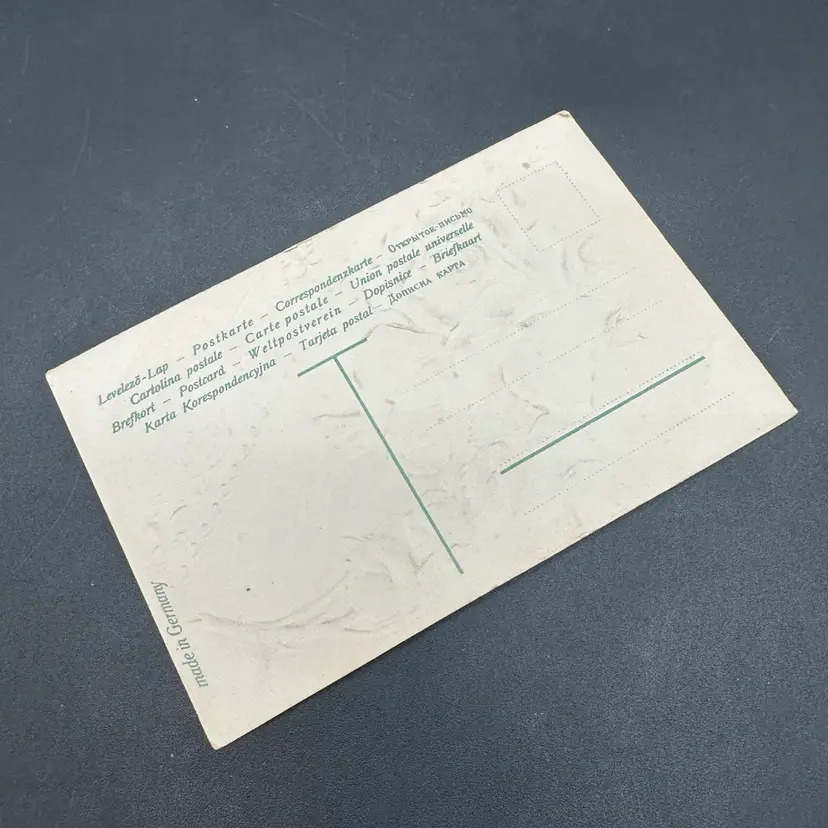 Levelező-Lap – Postkarte – Correspondenzkarte – Открытое-письмо
Cartolina postale – Carte postale – Union postale universelle
Brefkort – Postcard – Weltpostverein – Dopisnice – Briefkaart
Karta Korespondencyjna – Tarjeta postal – Дописна карта
made in Germany